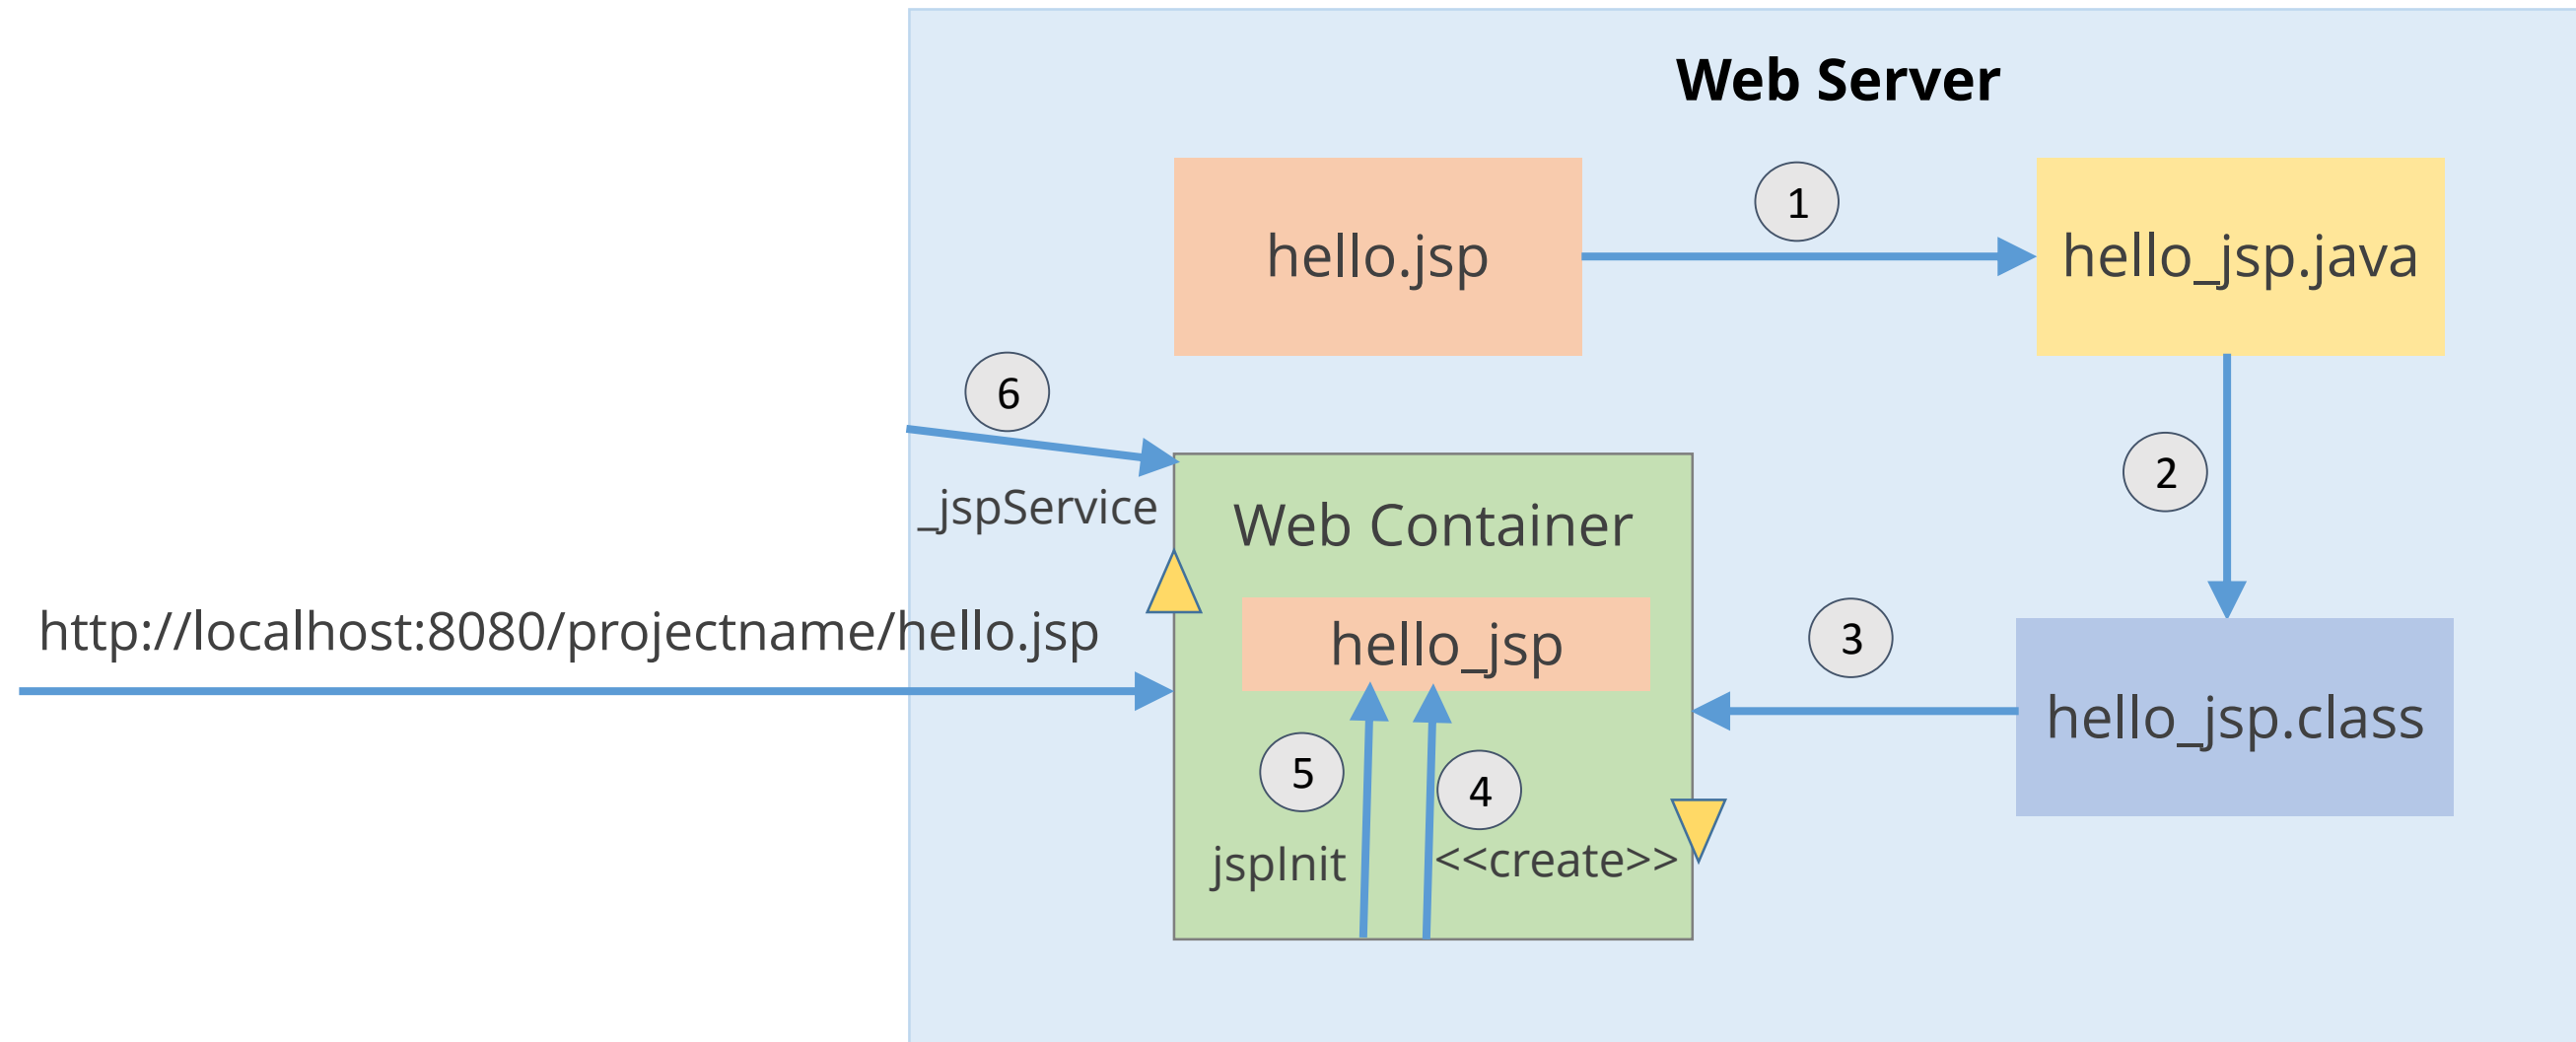 Web Server
1
hello.jsp
hello_jsp.java
6
2
_jspService
Web Container
http://localhost:8080/projectname/hello.jsp
hello_jsp
3
hello_jsp.class
5
4
jspInit
<<create>>